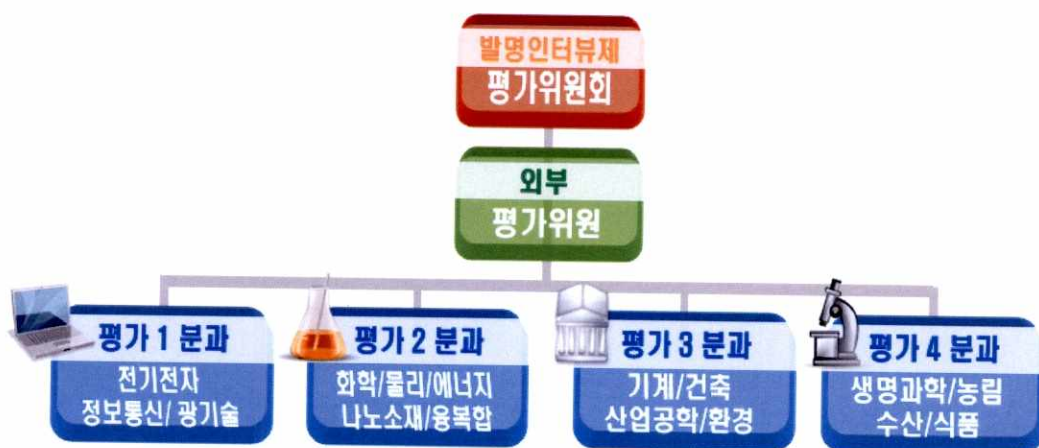 발명인터뷰제
평가위원회
외부
평가위원
평가 1 분과
전기전자
정보통신/ 광기술
평가 2 분과
화학/물리/에너지
나노소재/융복합
평가 3 분과
기계/건축
산업공학/환경
평가 4 분과
생명과학/농림
수산/식품